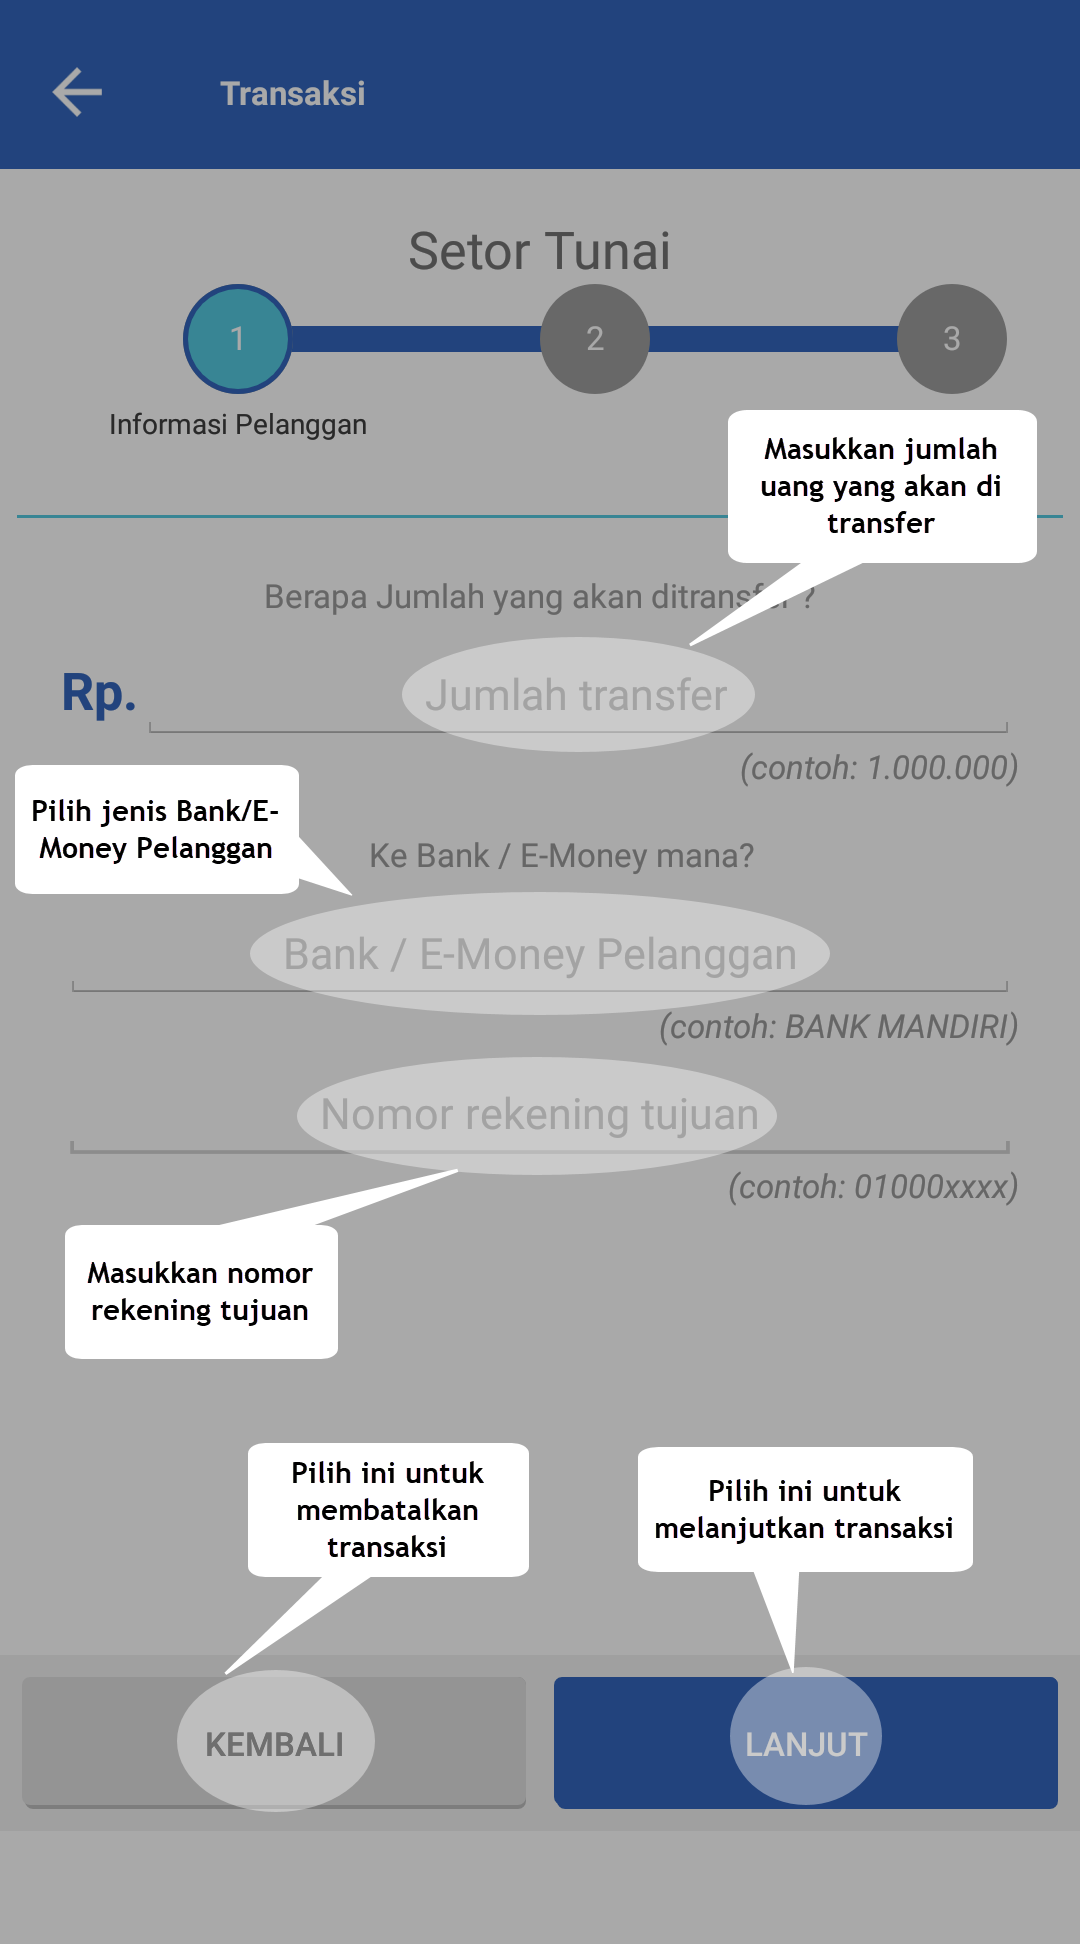 Transaksi
Setor Tunai
1
2
3
Informasi Pelanggan
Masukkan jumlah
uang yang akan di
transfer
Berapa Jumlah yang akan ditransfer ?
Rp.
Jumlah transfer
(contoh: 1.000.000)
Pilih jenis Bank/E-
Money Pelanggan
Ke Bank / E-Money mana?
Bank / E-Money Pelanggan
(contoh: BANK MANDIRI)
Nomor rekening tujuan
(contoh: 01000xxxx)
Masukkan nomor
rekening tujuan
Pilih ini untuk
membatalkan
transaksi
Pilih ini untuk
melanjutkan transaksi
KEMBALI
LANJUT